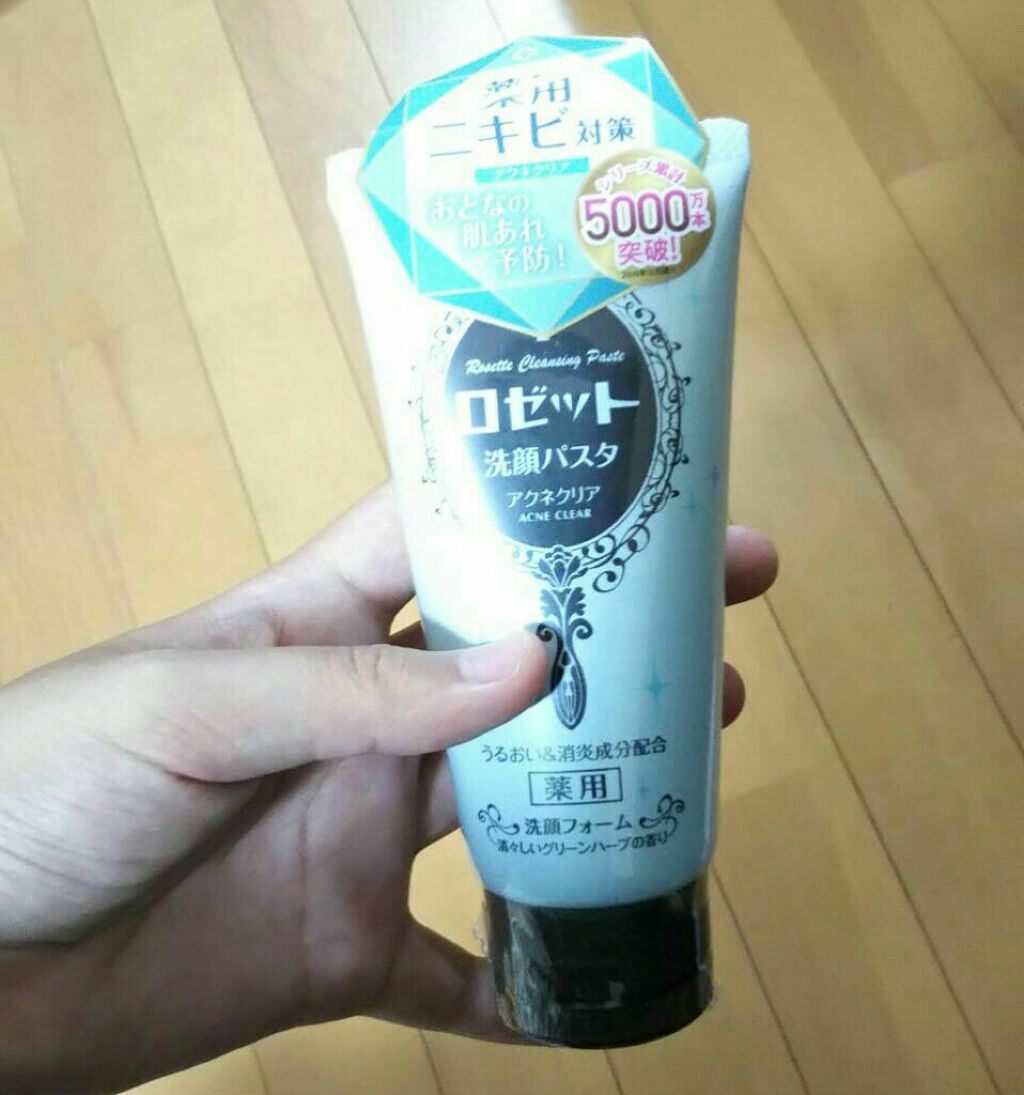 薬用
ニキビ対策
アクネクリア
おとなの
肌あれ
予防!
シリーズ累計
5000万本
突破!
Rosette Cleansing Paste
ロゼット
洗顔パスタ
アクネクリア
ACNE CLEAR
うるおい&消炎成分配合
薬用
洗顔フォーム
清々しいグリーンハーブの香り